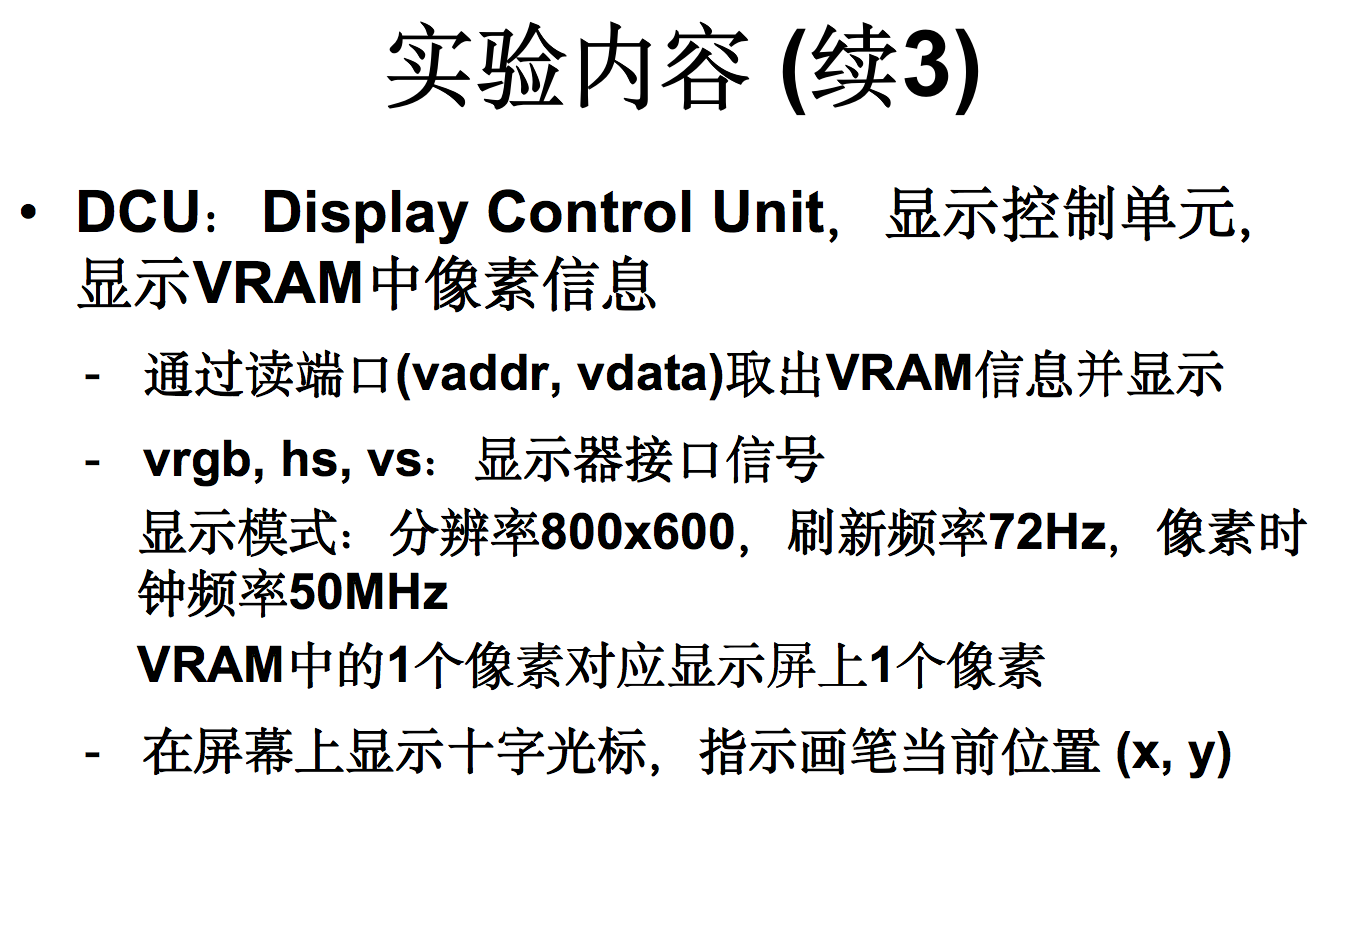 实验内容 (续3)
• DCU：Display Control Unit，显示控制单元，
显示VRAM中像素信息
- 通过读端口(vaddr, vdata)取出VRAM信息并显示
- vrgb, hs, vs：显示器接口信号
显示模式：分辨率800x600，刷新频率72Hz，像素时
钟频率50MHz
VRAM中的1个像素对应显示屏上1个像素
- 在屏幕上显示十字光标，指示画笔当前位置 (x, y)